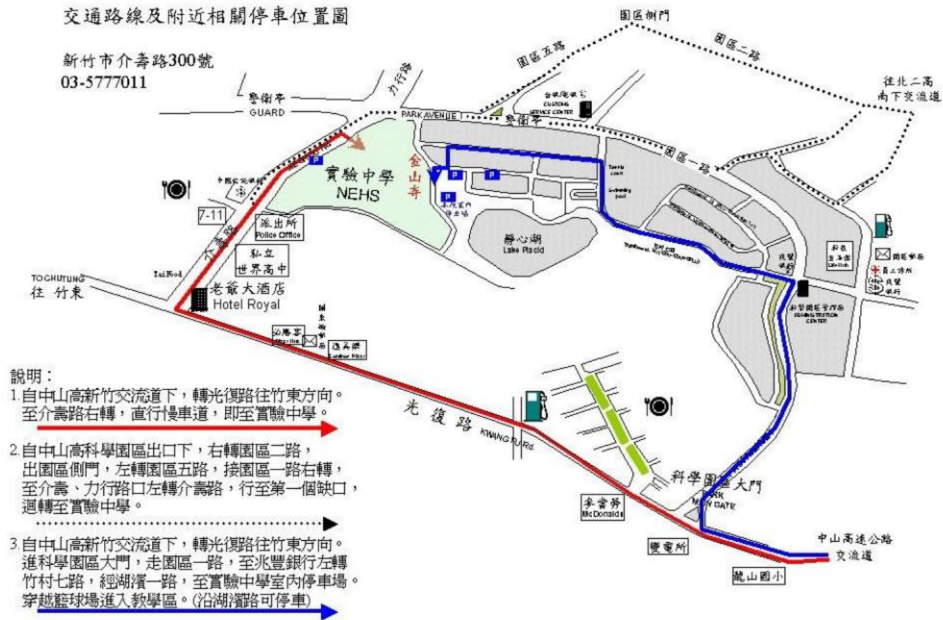 交通路線及附近相關停車位置圖
新竹市介壽路300號
03-5777011
園區側門
園區五路
園區二路
往北二高
南下交流道
力行路
警衛亭
GUARD
PARK AVENUE
警衛亭
CUSTOMS
SERVICE CENTER
園區一路
金山寺
實驗中學
NEHS
P
P
P
P
P
靜心湖
Lake Placid
7-11
派出所
Police Office
介壽路
私立
世界高中
TO CHUTUNG
往 竹東
老爺大酒店
Hotel Royal
光復路
KWANG FU RD.
科學園區大門
PARK
MAIN GATE
麥當勞
McDonalds
變電所
龍山國小
中山高速公路
交流道
說明：
1.自中山高新竹交流道下，轉光復路往竹東方向。
至介壽路右轉，直行慢車道，即至實驗中學。
2.自中山高科學園區出口下，右轉園區二路，
出園區側門，左轉園區五路，接園區一路右轉，
至介壽、力行路口左轉介壽路，行至第一個缺口，
迴轉至實驗中學。
3.自中山高新竹交流道下，轉光復路往竹東方向。
進科學園區大門，走園區一路，至兆豐銀行左轉
竹村七路，經湖濱一路，至實驗中學室內停車場。
穿越籃球場進入教學區。(沿湖濱路可停車)